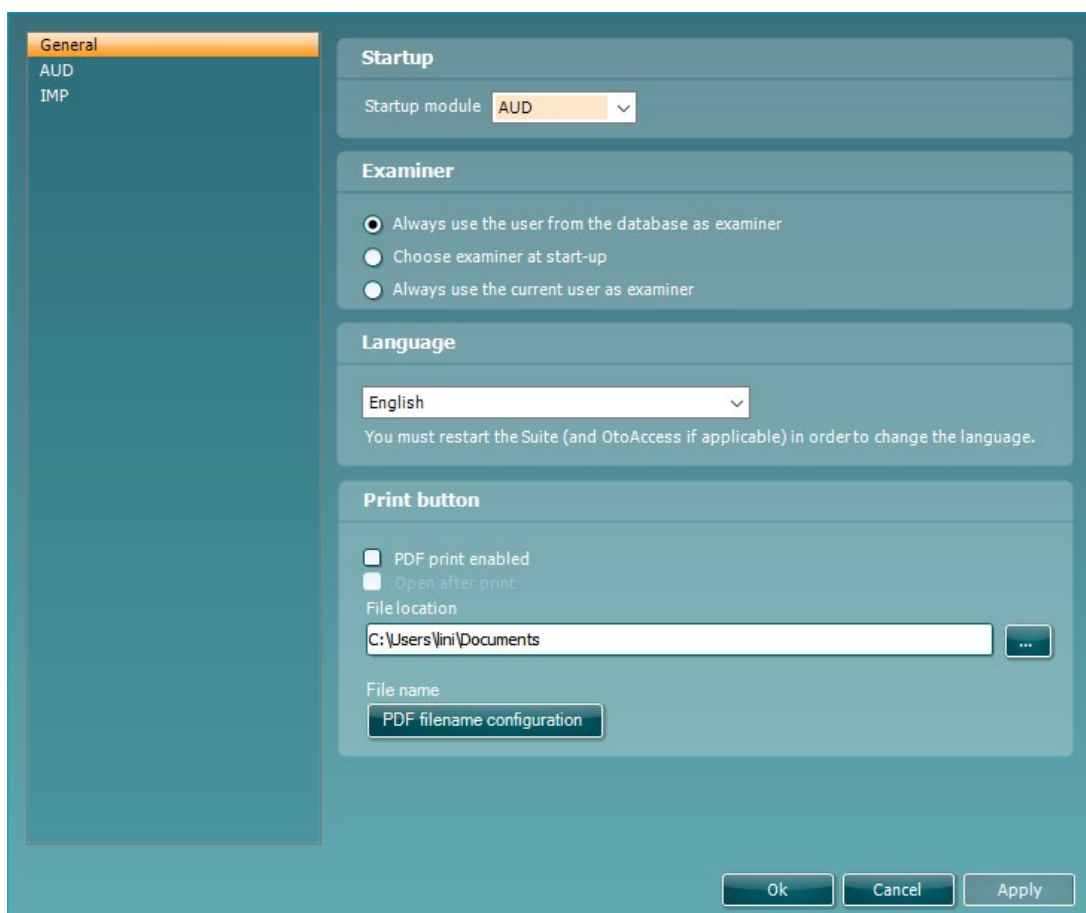 General
AUD
IMP
Startup
Startup module AUD
Examiner
Always use the user from the database as examiner
Choose examiner at start-up
Always use the current user as examiner
Language
English
You must restart the Suite (and OtoAccess if applicable) in order to change the language.
Print button
PDF print enabled
Open after print
File location
C:\Users\lini\Documents
...
File name
PDF filename configuration
Ok Cancel Apply